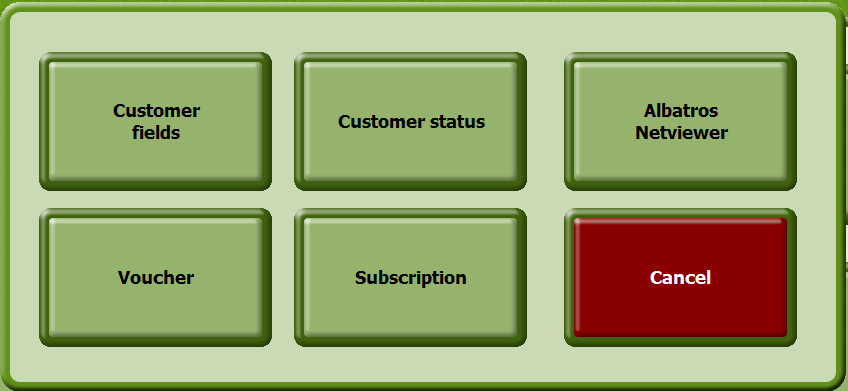 Customer
fields
Customer status
Albatros
Netviewer
Voucher
Subscription
Cancel